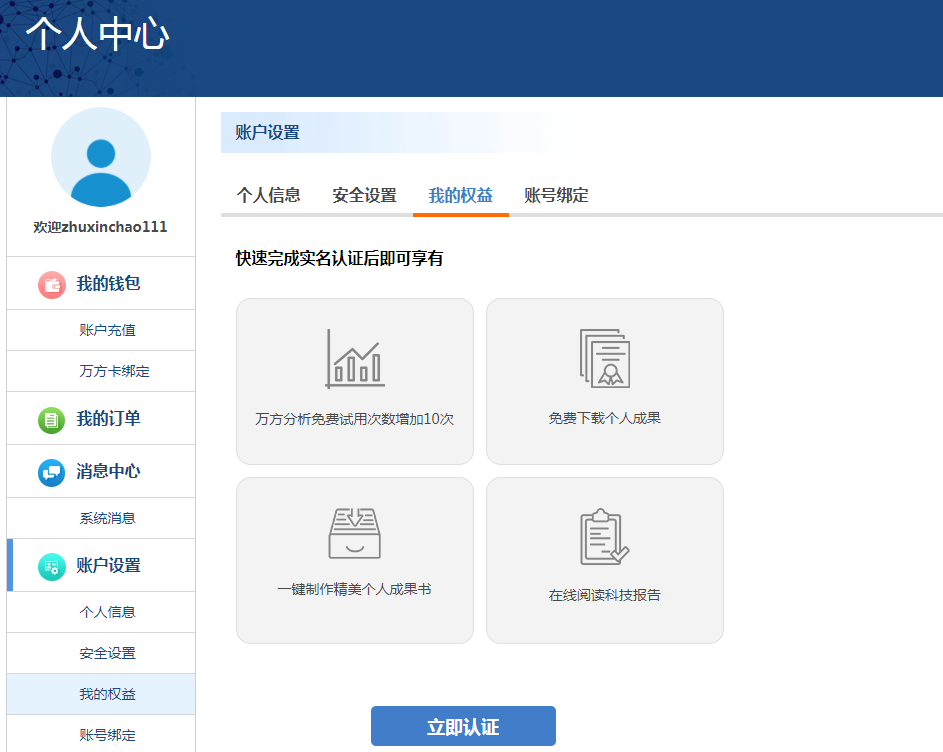 个人中心
欢迎zhuxinchao111
我的钱包
账户充值
万方卡绑定
我的订单
消息中心
系统消息
账户设置
个人信息
安全设置
我的权益
账号绑定
账户设置
个人信息 安全设置 我的权益 账号绑定
快速完成实名认证后即可享有
万方分析免费试用次数增加10次
免费下载个人成果
一键制作精美个人成果书
在线阅读科技报告
立即认证